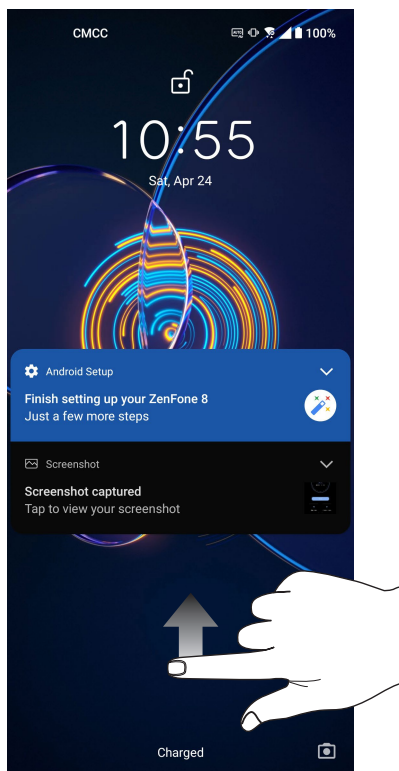 CMCC 100%
10:55
Sat, Apr 24
Android Setup
Finish setting up your ZenFone 8
Just a few more steps
Screenshot
Screenshot captured
Tap to view your screenshot
Charged